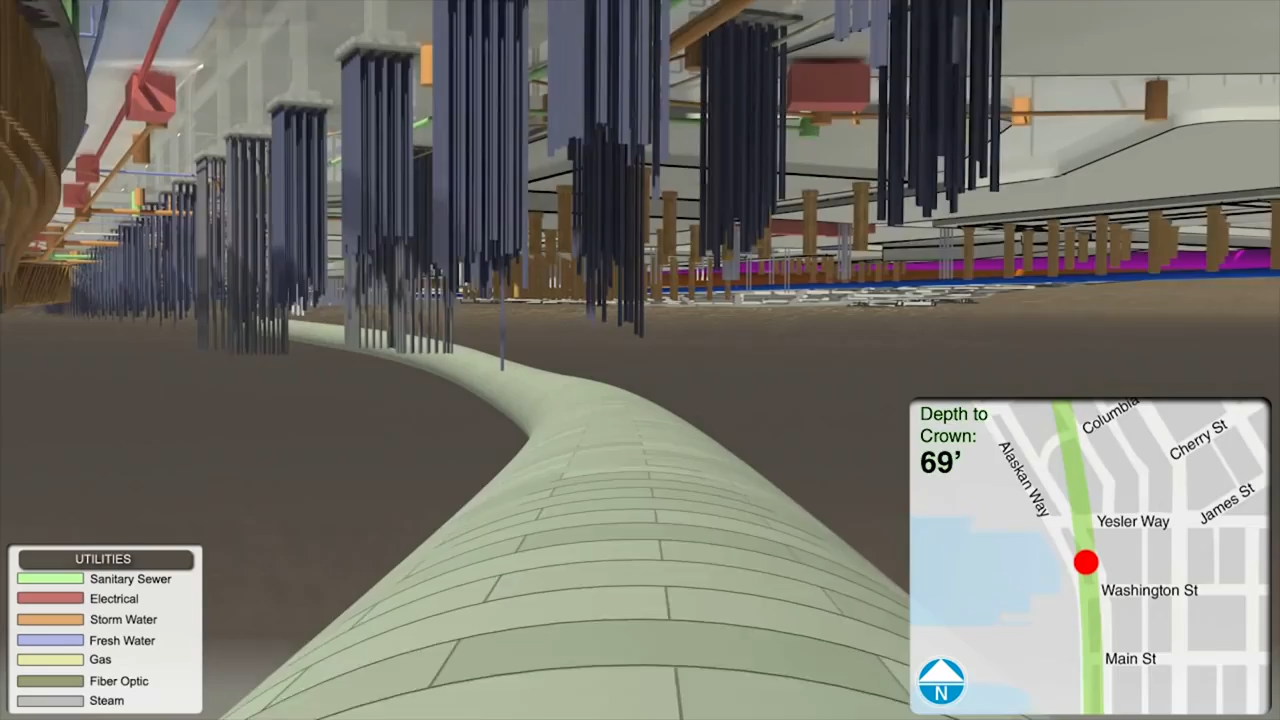 Depth to
Crown:
69’
Columbia
Cherry St
Alaskan Way
James St
Yesler Way
Washington St
Main St
N
UTILITIES
Sanitary Sewer
Electrical
Storm Water
Fresh Water
Gas
Fiber Optic
Steam